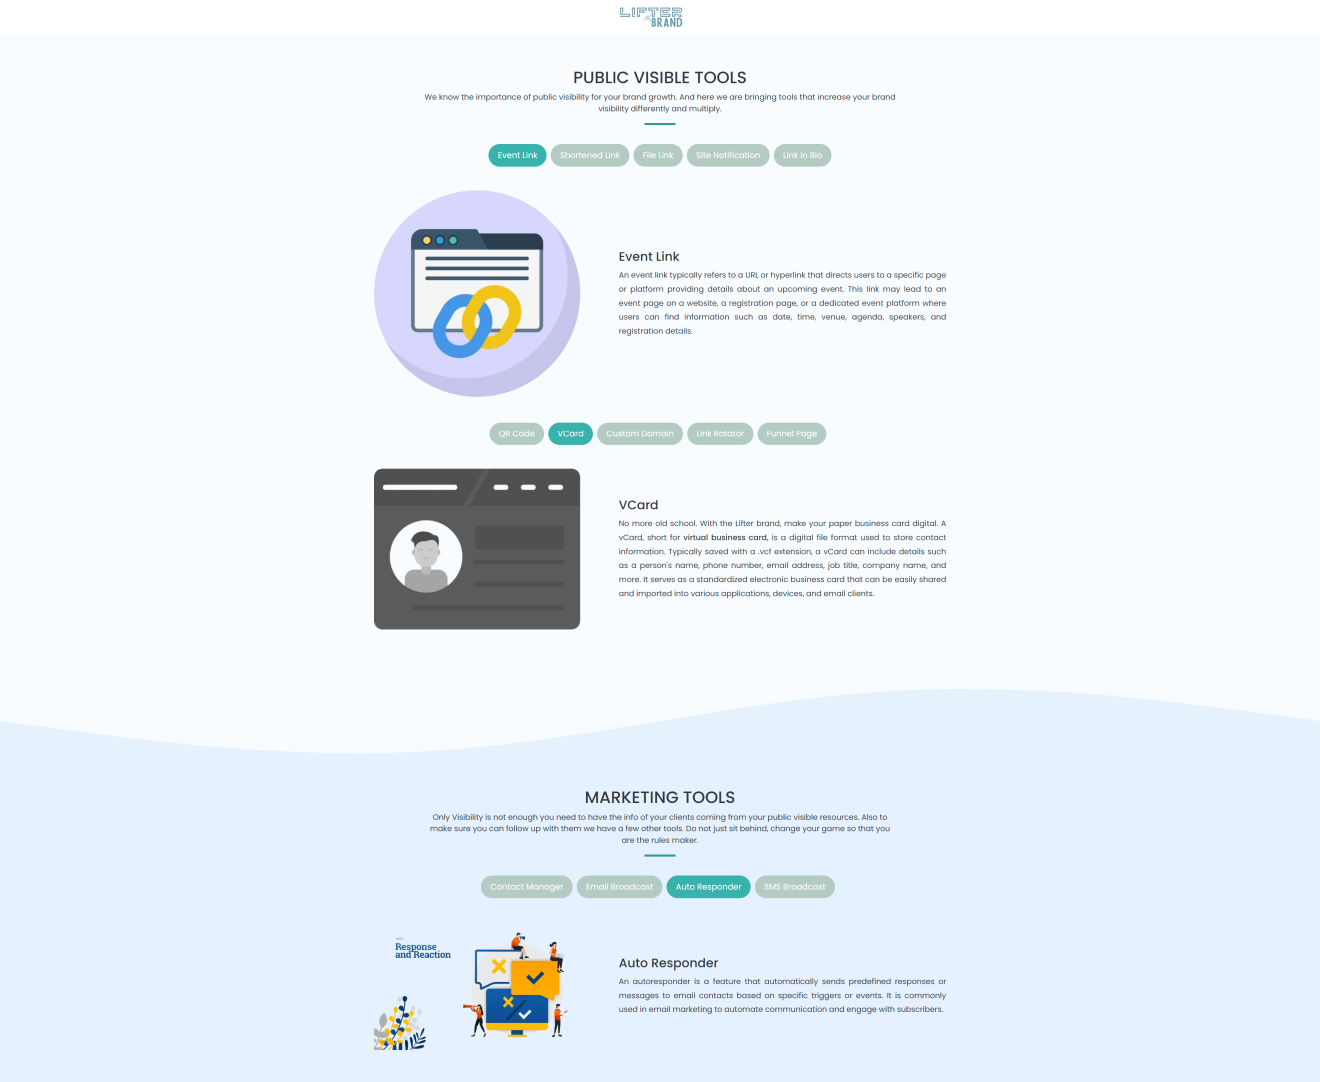 LIFTER
BRAND
PUBLIC VISIBLE TOOLS
We know the importance of public visibility for your brand growth. And here we are bringing tools that increase your brand
visibility differently and multiply.
Event Link
Shortened Link
File Link
Site Notification
Link in Bio
Event Link
An event link typically refers to a URL or hyperlink that directs users to a specific page
or platform providing details about an upcoming event. This link may lead to an
event page on a website, a registration page, or a dedicated event platform where
users can find information such as date, time, venue, agenda, speakers, and
registration details.
QR Code
VCard
Custom Domain
Link Rotator
Funnel Page
VCard
No more old school. With the Lifter brand, make your paper business card digital. A
vCard, short for virtual business card, is a digital file format used to store contact
information. Typically saved with a .vcf extension, a vCard can include details such
as a person's name, phone number, email address, job title, company name, and
more. It serves as a standardized electronic business card that can be easily shared
and imported into various applications, devices, and email clients.
MARKETING TOOLS
Only Visibility is not enough you need to have the info of your clients coming from your public visible resources. Also to
make sure you can follow up with them we have a few other tools. Do not just sit behind, change your game so that you
are the rules maker.
Contact Manager
Email Broadcast
Auto Responder
SMS Broadcast
Response
and Reaction
Auto Responder
An autoresponder is a feature that automatically sends predefined responses or
messages to email contacts based on specific triggers or events. It is commonly
used in email marketing to automate communication and engage with subscribers.